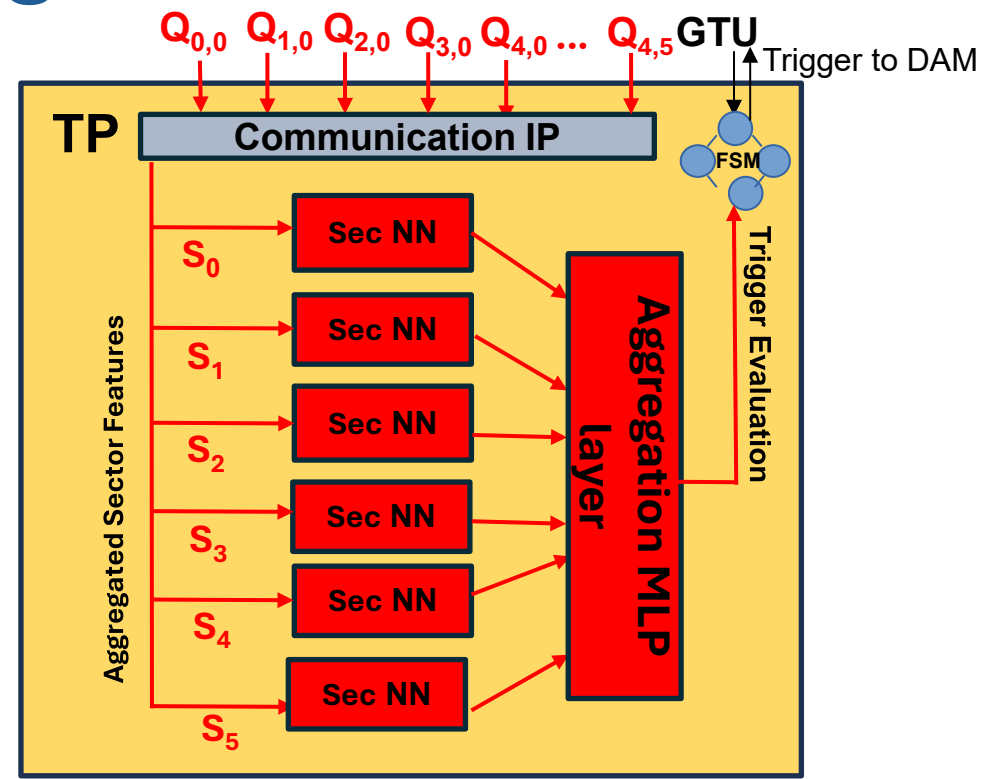 Q0,0 Q1,0 Q2,0 Q3,0 Q4,0 ... Q4,5 GTU
Trigger to DAM
TP
Communication IP
FSM
Sec NN
S0
Sec NN
S1
Sec NN
S2
Sec NN
S3
Sec NN
S4
Sec NN
S5
Aggregated Sector Features
Aggregation MLP
layer
Trigger Evaluation